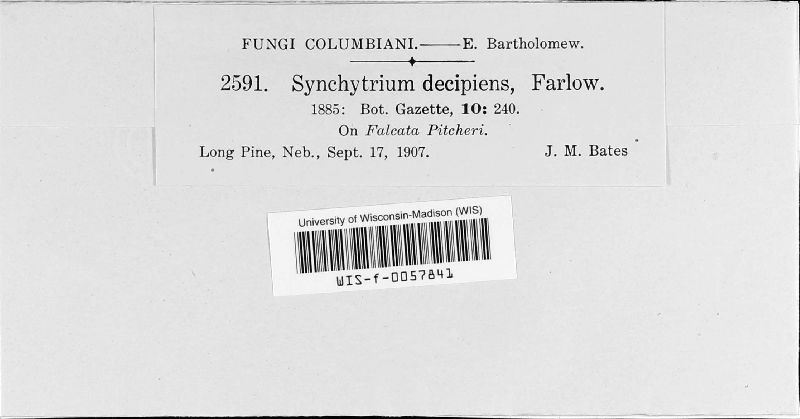 FUNGI COLUMBIANI.—E. Bartholomew.
2591. Synchytrium decipiens, Farlow.
1885: Bot. Gazette, 10: 240.
On Falcata Pitcheri.
Long Pine, Neb., Sept. 17, 1907. J. M. Bates
University of Wisconsin-Madison (WIS)
WIS-f-0057841